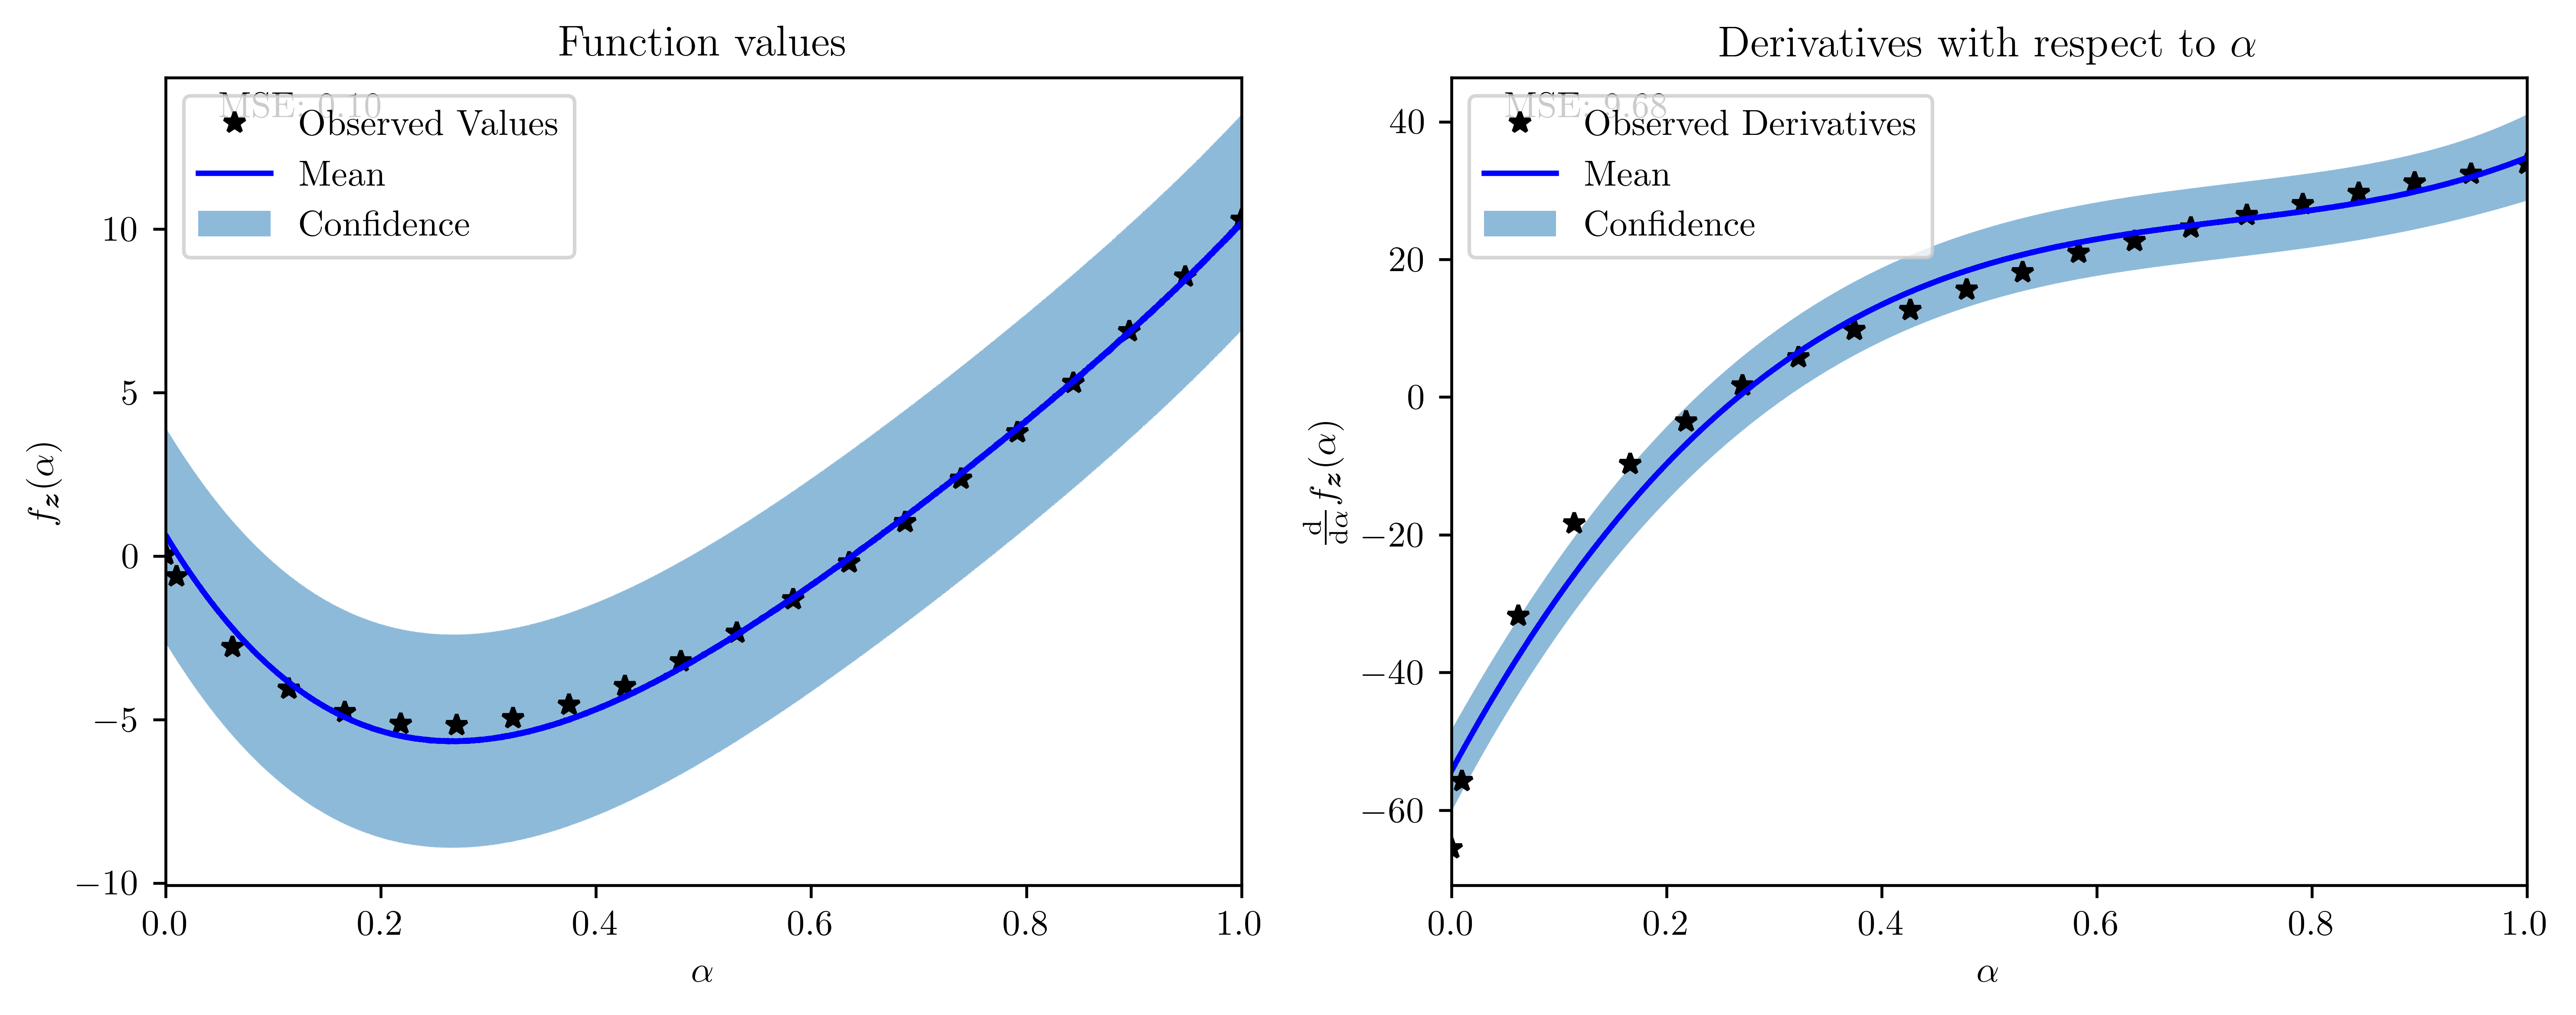 Function values
MSE: 0.10
Observed Values
Mean
Confidence
10
5
0
−5
−10
f_z(α)
0.0 0.2 0.4 0.6 0.8 1.0
α
Derivatives with respect to α
MSE: 9.68
Observed Derivatives
Mean
Confidence
40
20
0
−20
−40
−60
d/dα f_z(α)
0.0 0.2 0.4 0.6 0.8 1.0
α